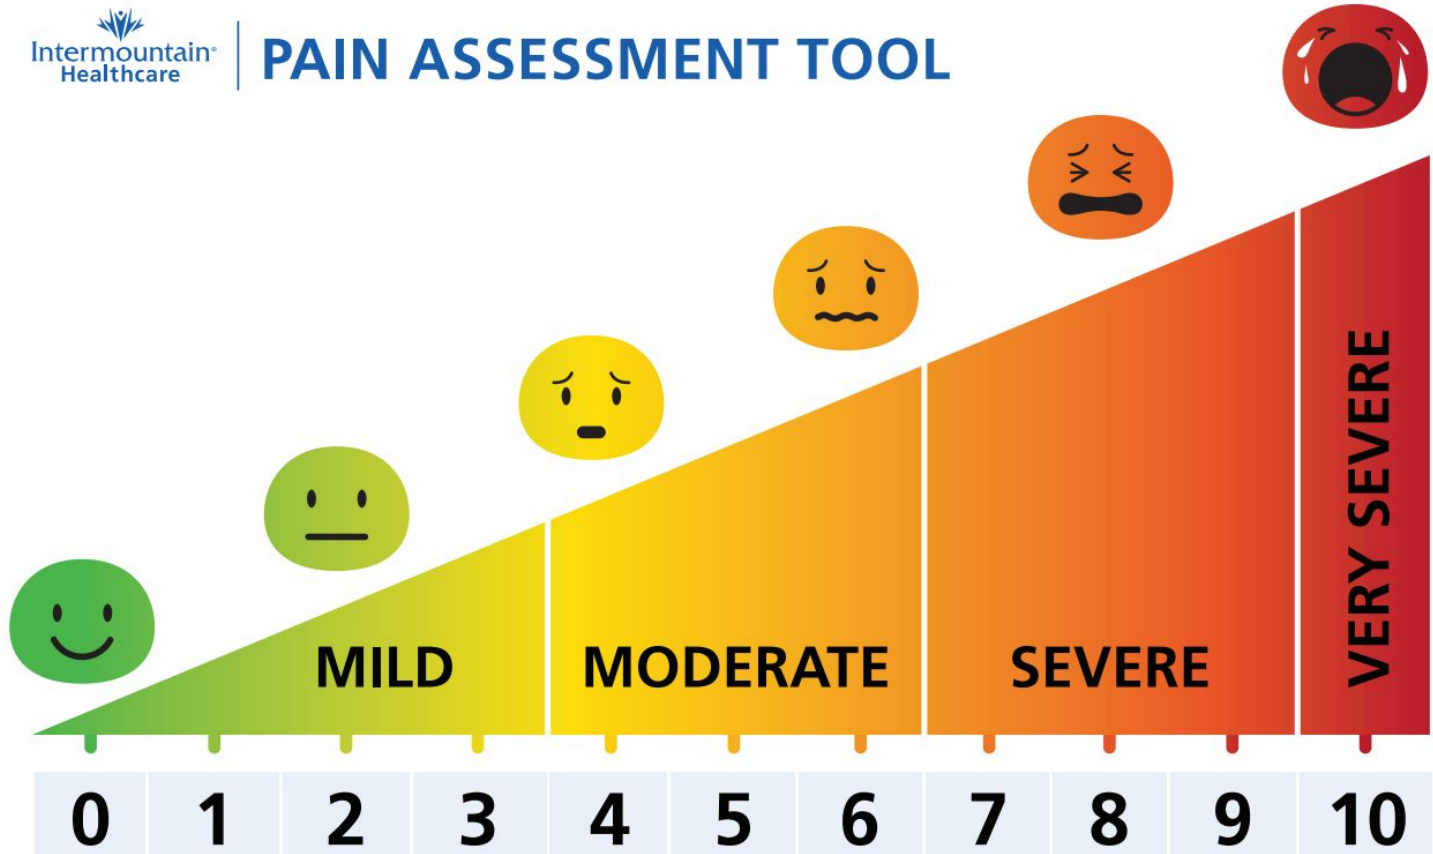 Intermountain®
Healthcare
PAIN ASSESSMENT TOOL
MILD
MODERATE
SEVERE
VERY SEVERE
0 1 2 3 4 5 6 7 8 9 10